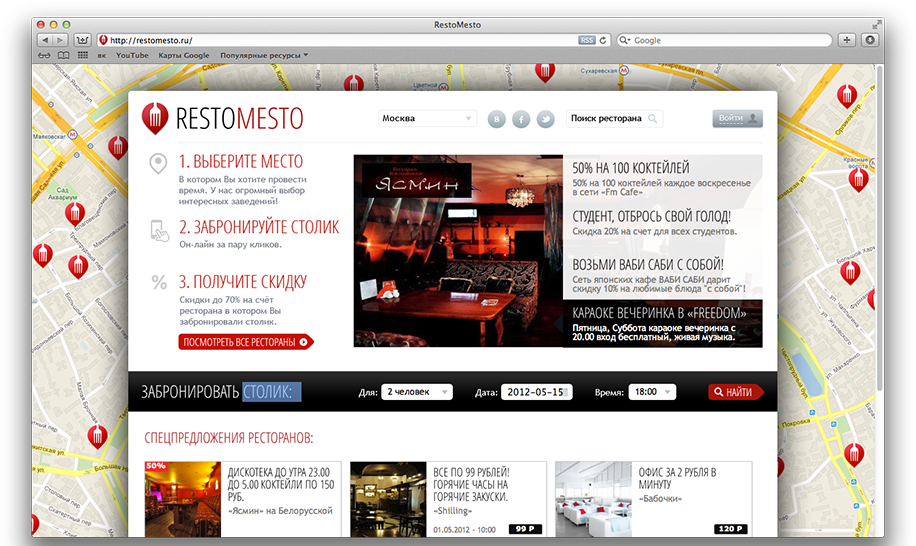 RestoMesto
http://restomesto.ru/
RSS
Google
вк YouTube Карты Google Популярные ресурсы
Цветной
Сухаревская
Маяковская
Сад
Аквариум
Красные
ворота
RESTOMESTO
Москва
В f
Поиск ресторана
Войти
1. ВЫБЕРИТЕ МЕСТО
В котором Вы хотите провести
время. У нас огромный выбор
интересных заведений!
2. ЗАБРОНИРУЙТЕ СТОЛИК
Он-лайн за пару кликов.
% 3. ПОЛУЧИТЕ СКИДКУ
Скидки до 70% на счёт
ресторана в котором Вы
забронировали столик.
ПОСМОТРЕТЬ ВСЕ РЕСТОРАНЫ
ЯСМИН
50% НА 100 КОКТЕЙЛЕЙ
50% на 100 коктейлей каждое воскресенье
в сети «Fm Cafe»
СТУДЕНТ, ОТБРОСЬ СВОЙ ГОЛОД!
Скидка 20% на счет для всех студентов.
ВОЗЬМИ ВАБИ САБИ С СОБОЙ!
Сеть японских кафе ВАБИ САБИ дарит
скидку 10% на любимые блюда "с собой"!
КАРАОКЕ ВЕЧЕРИНКА В «FREEDOM»
Пятница, Суббота караоке вечеринка с
20.00 вход бесплатный, живая музыка.
ЗАБРОНИРОВАТЬ СТОЛИК:
Для: 2 человек
Дата: 2012-05-15
Время: 18:00
НАЙТИ
СПЕЦПРЕДЛОЖЕНИЯ РЕСТОРАНОВ:
50%
ДИСКОТЕКА ДО УТРА 23.00
ДО 5.00 КОКТЕЙЛИ ПО 150
РУБ.
«Ясмин» на Белорусской
ВСЕ ПО 99 РУБЛЕЙ!
ГОРЯЧИЕ ЧАСЫ НА
ГОРЯЧИЕ ЗАКУСКИ.
«Shilling»
01.05.2012 - 10:00
99 Р
ОФИС ЗА 2 РУБЛЯ В
МИНУТУ
«Бабочки»
120 Р